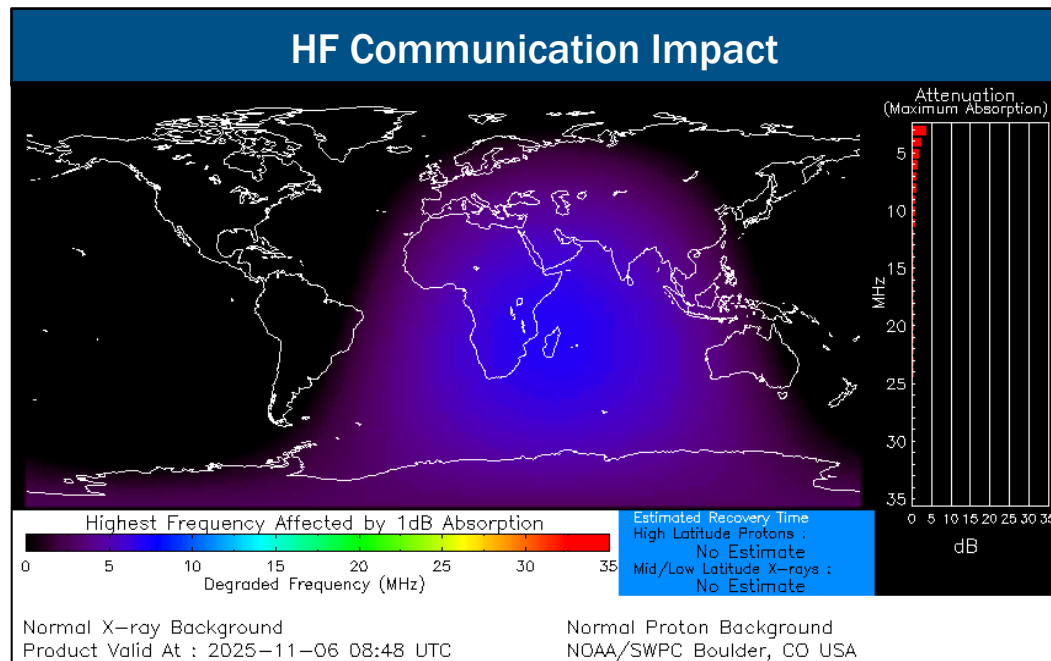 HF Communication Impact
Attenuation
(Maximum Absorption)
5
10
15
20
25
30
35
MHz
0 5 10 15 20 25 30 35
dB
Highest Frequency Affected by 1dB Absorption
0 5 10 15 20 25 30 35
Degraded Frequency (MHz)
Estimated Recovery Time
High Latitude Protons :
No Estimate
Mid/Low Latitude X-rays :
No Estimate
Normal X-ray Background
Product Valid At : 2025-11-06 08:48 UTC
Normal Proton Background
NOAA/SWPC Boulder, CO USA